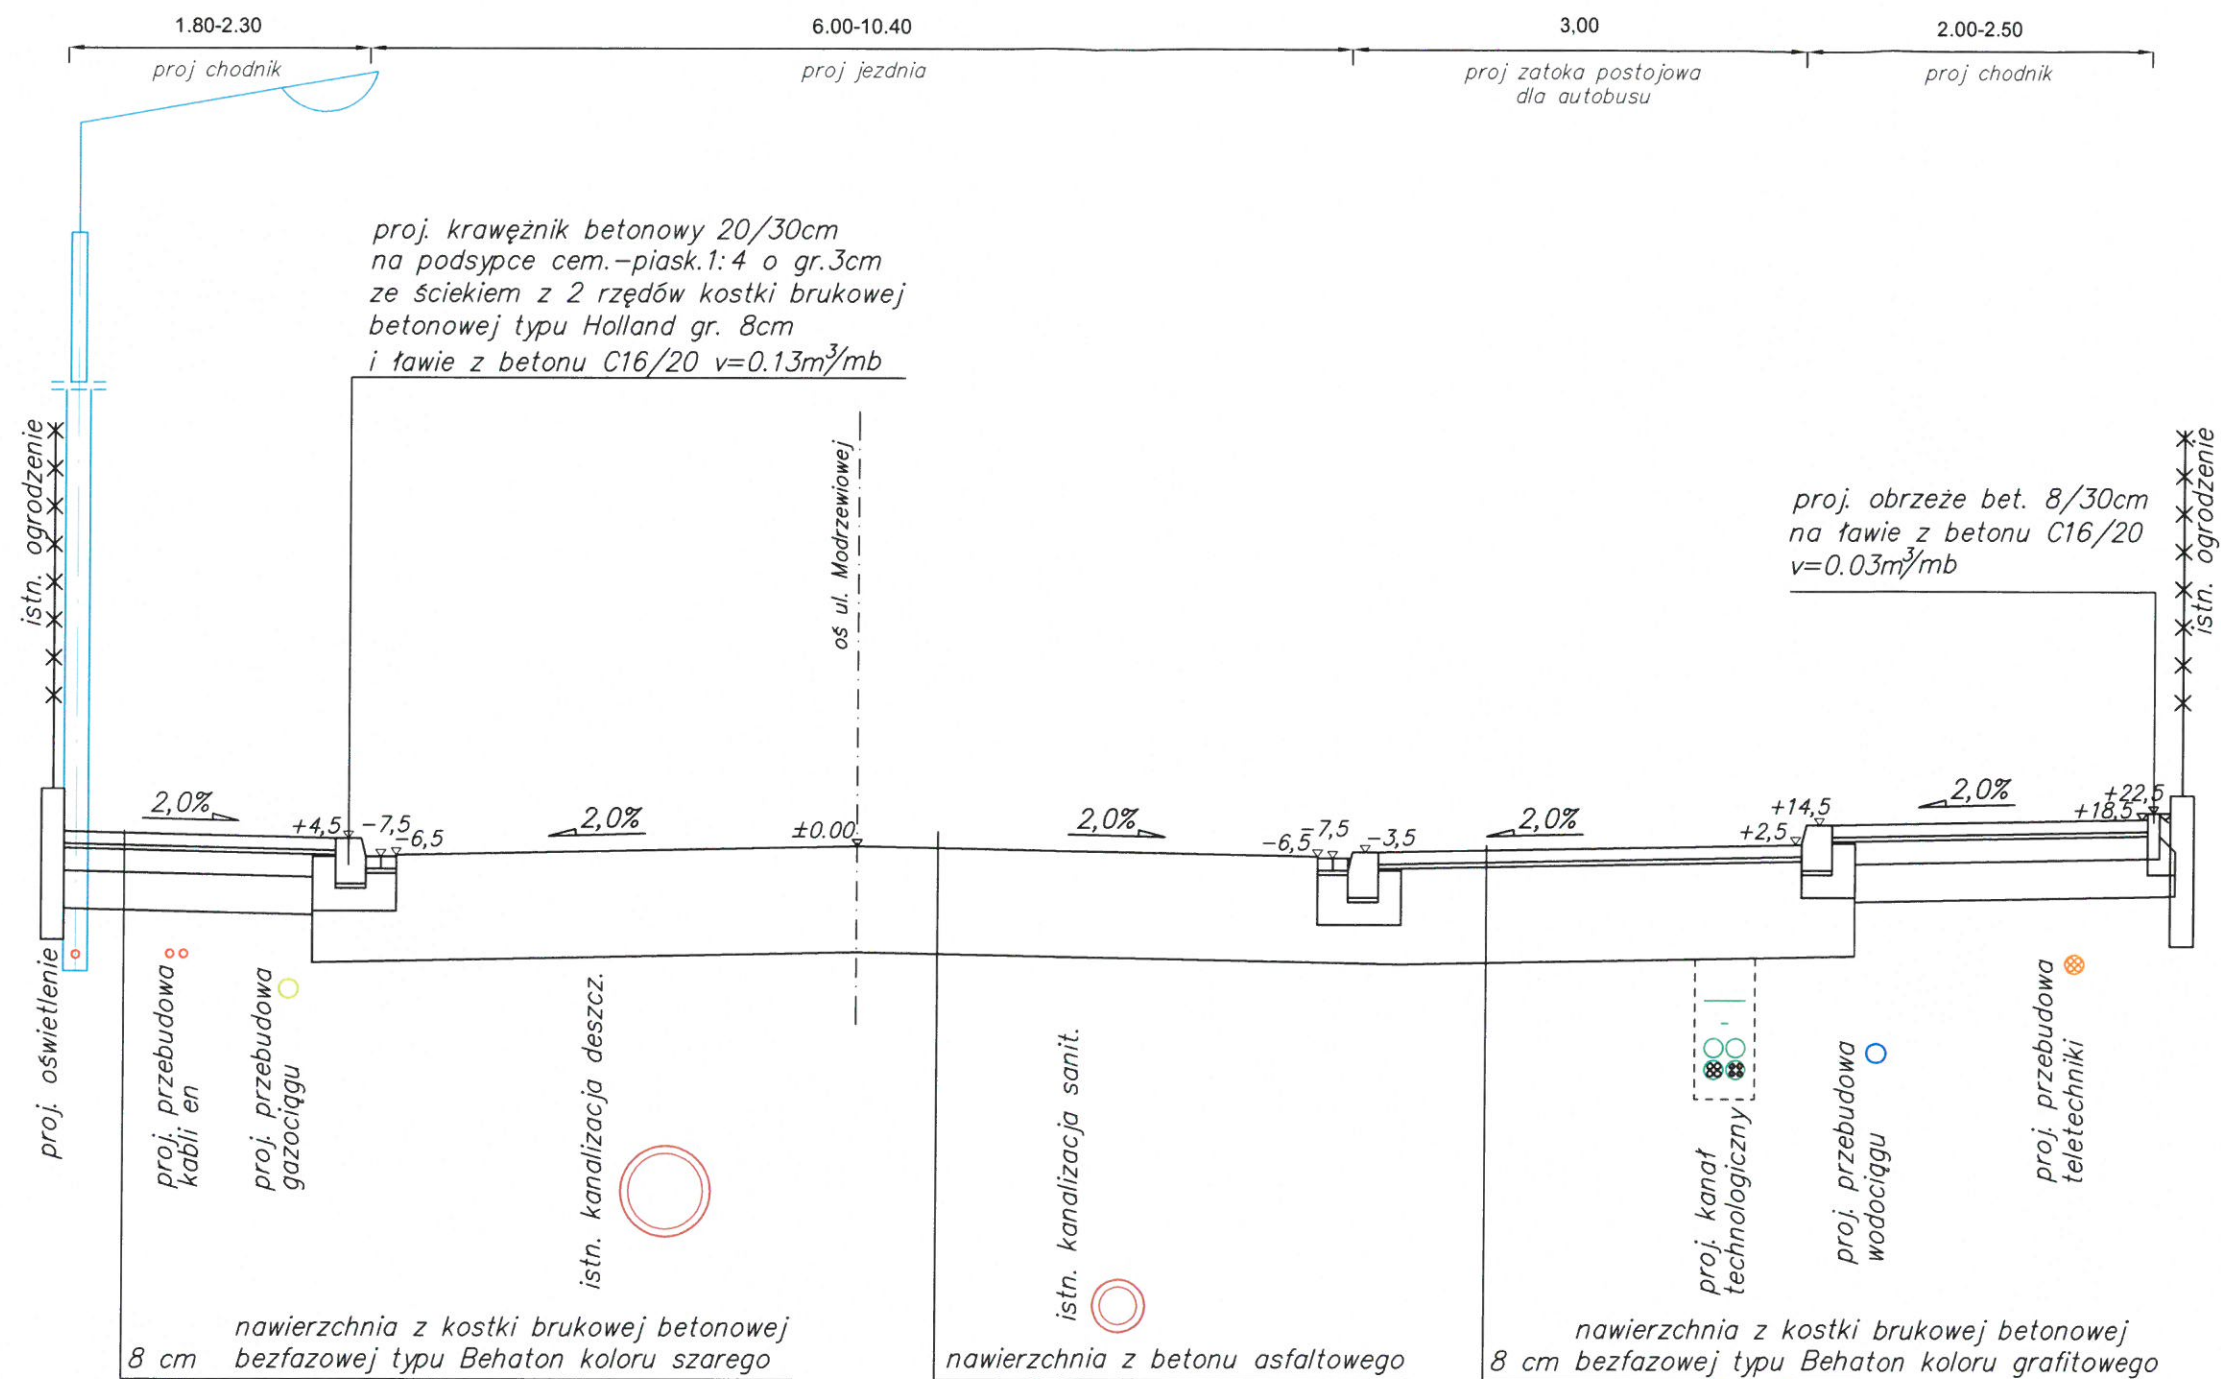 1.80-2.30
6.00-10.40
3,00
2.00-2.50
proj chodnik
proj jezdnia
proj zatoka postojowa
dla autobusu
proj chodnik
proj. krawężnik betonowy 20/30cm
na podsypce cem.-piask.1:4 o gr.3cm
ze ściekiem z 2 rzędów kostki brukowej
betonowej typu Holland gr. 8cm
i ławie z betonu C16/20 v=0.13m³/mb
istn. ogrodzenie
oś ul. Modrzewiowej
proj. obrzeże bet. 8/30cm
na ławie z betonu C16/20
v=0.03m³/mb
istn. ogrodzenie
2,0%
+4,5
-7,5
-6,5
2,0%
±0.00
2,0%
-6,5
-7,5
-3,5
2,0%
+2,5
+14,5
2,0%
+18,5
+22,5
proj. oświetlenie
proj. przebudowa
kabli en
proj. przebudowa
gazociągu
istn. kanalizacja deszcz.
istn. kanalizacja sanit.
proj. kanał
technologiczny
proj. przebudowa
wodociągu
proj. przebudowa
teletechniki
nawierzchnia z kostki brukowej betonowej
8 cm bezfazowej typu Behaton koloru szarego
nawierzchnia z betonu asfaltowego
nawierzchnia z kostki brukowej betonowej
8 cm bezfazowej typu Behaton koloru grafitowego